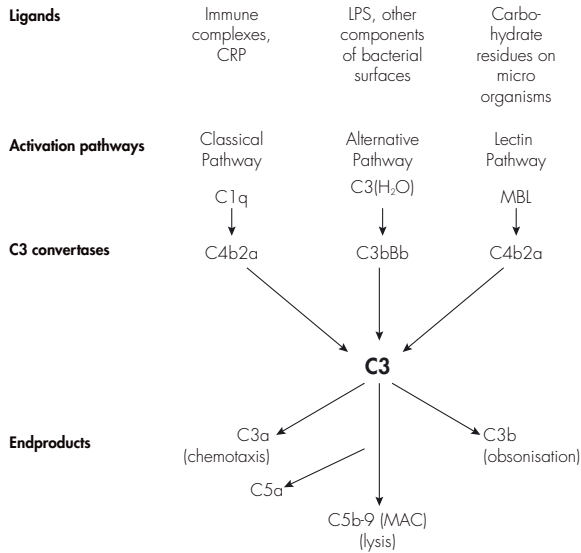 Ligands
Immune
complexes,
CRP
LPS, other
components
of bacterial
surfaces
Carbo-
hydrate
residues on
micro
organisms
Activation pathways
Classical
Pathway
Alternative
Pathway
Lectin
Pathway
C1q
C3(H₂O)
MBL
C3 convertases
C4b2a
C3bBb
C4b2a
C3
Endproducts
C3a
(chemotaxis)
C3b
(obsonisation)
C5a
C5b-9 (MAC)
(lysis)